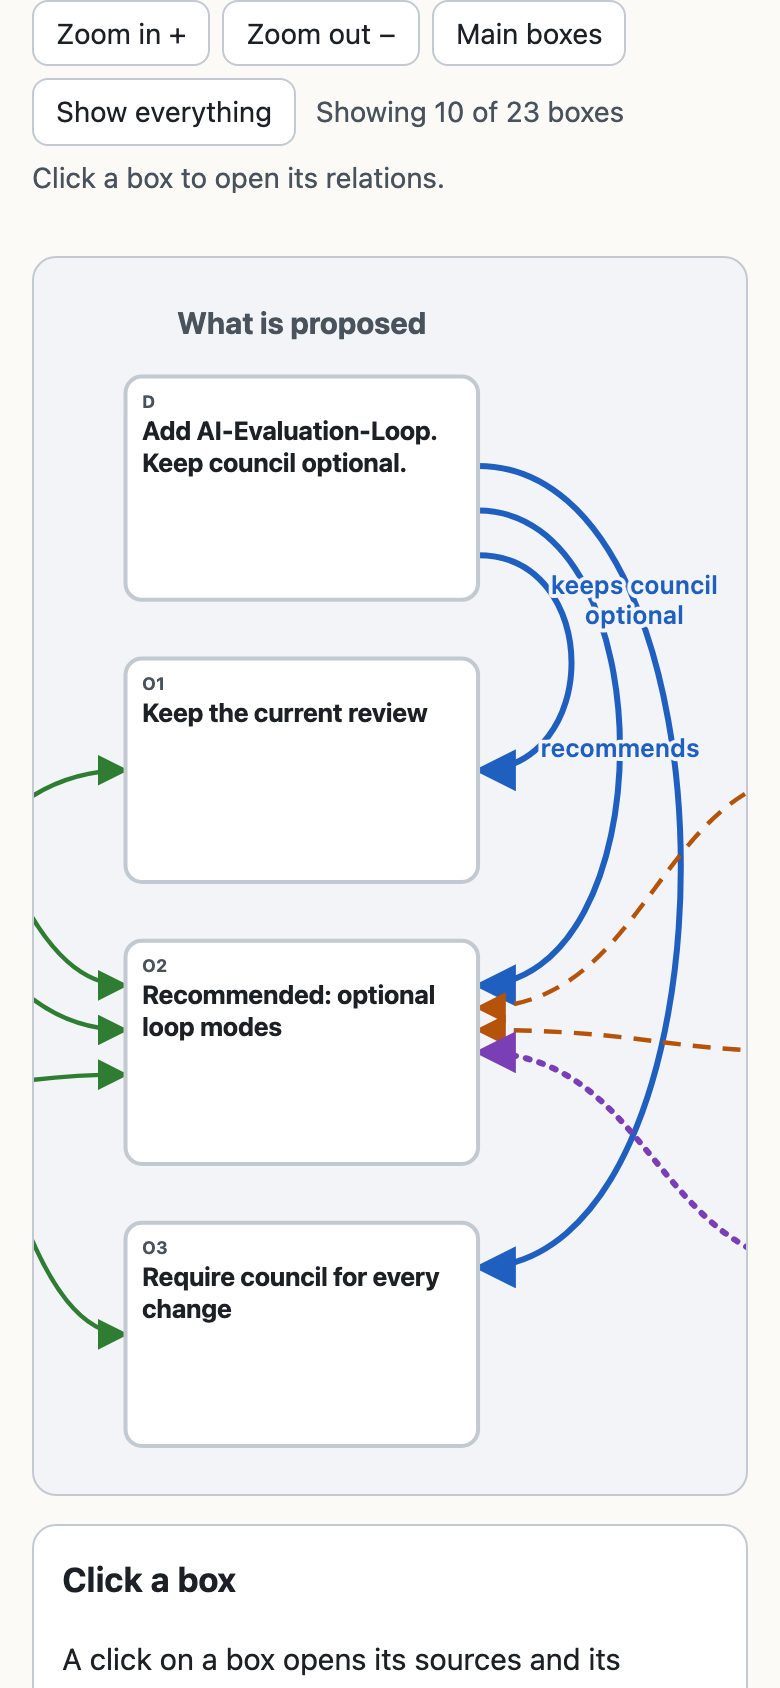 Zoom in +
Zoom out –
Main boxes
Show everything
Showing 10 of 23 boxes
Click a box to open its relations.
What is proposed
D
Add AI-Evaluation-Loop.
Keep council optional.
keeps council
optional
O1
Keep the current review
recommends
O2
Recommended: optional
loop modes
O3
Require council for every
change
Click a box
A click on a box opens its sources and its